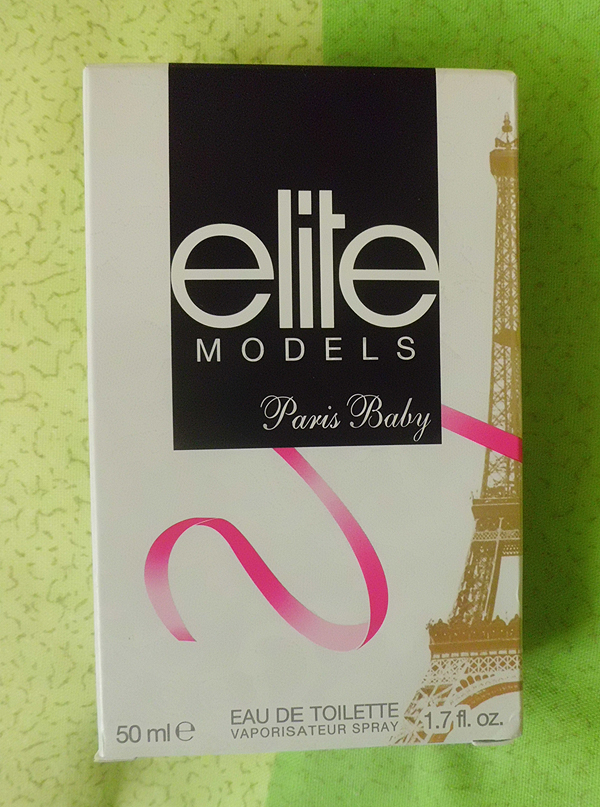 elite
MODELS
Paris Baby
50 ml ℮
EAU DE TOILETTE
VAPORISATEUR SPRAY
1.7 fl. oz.